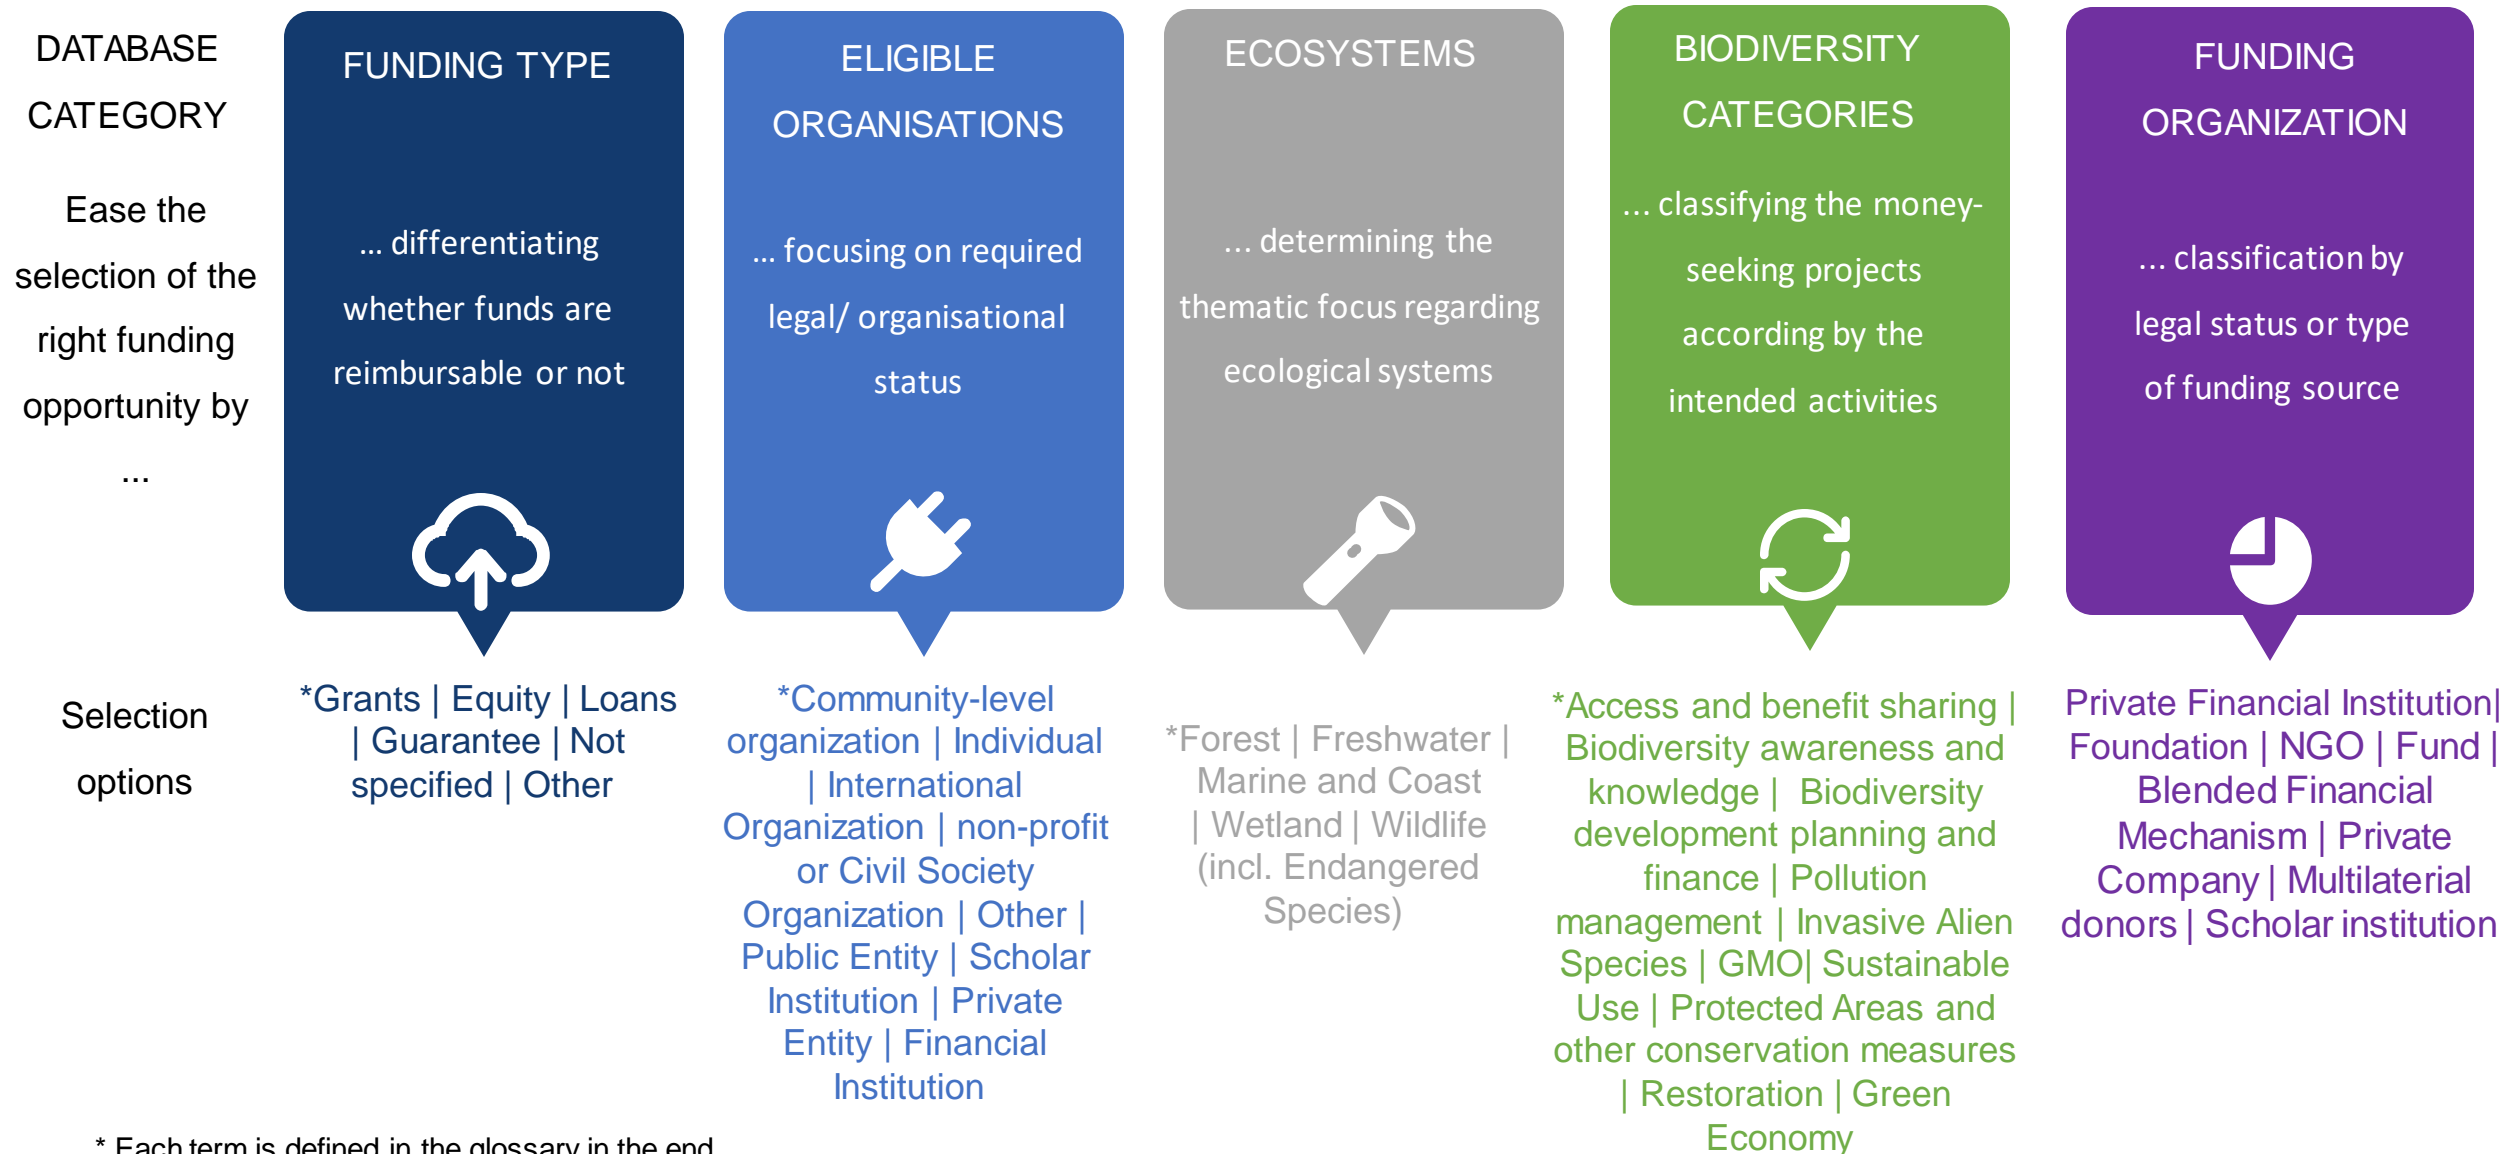 DATABASE
CATEGORY
Ease the
selection of the
right funding
opportunity by
...
FUNDING TYPE
... differentiating
whether funds are
reimbursable or not
ELIGIBLE
ORGANISATIONS
... focusing on required
legal/ organisational
status
ECOSYSTEMS
... determining the
thematic focus regarding
ecological systems
BIODIVERSITY
CATEGORIES
... classifying the money-
seeking projects
according by the
intended activities
FUNDING
ORGANIZATION
... classification by
legal status or type
of funding source
Selection
options
*Grants | Equity | Loans
| Guarantee | Not
specified | Other
*Community-level
organization | Individual
| International
Organization | non-profit
or Civil Society
Organization | Other |
Public Entity | Scholar
Institution | Private
Entity | Financial
Institution
*Forest | Freshwater |
Marine and Coast
| Wetland | Wildlife
(incl. Endangered
Species)
*Access and benefit sharing |
Biodiversity awareness and
knowledge | Biodiversity
development planning and
finance | Pollution
management | Invasive Alien
Species | GMO| Sustainable
Use | Protected Areas and
other conservation measures
| Restoration | Green
Economy
Private Financial Institution|
Foundation | NGO | Fund |
Blended Financial
Mechanism | Private
Company | Multilaterial
donors | Scholar institution
* Each term is defined in the glossary in the end